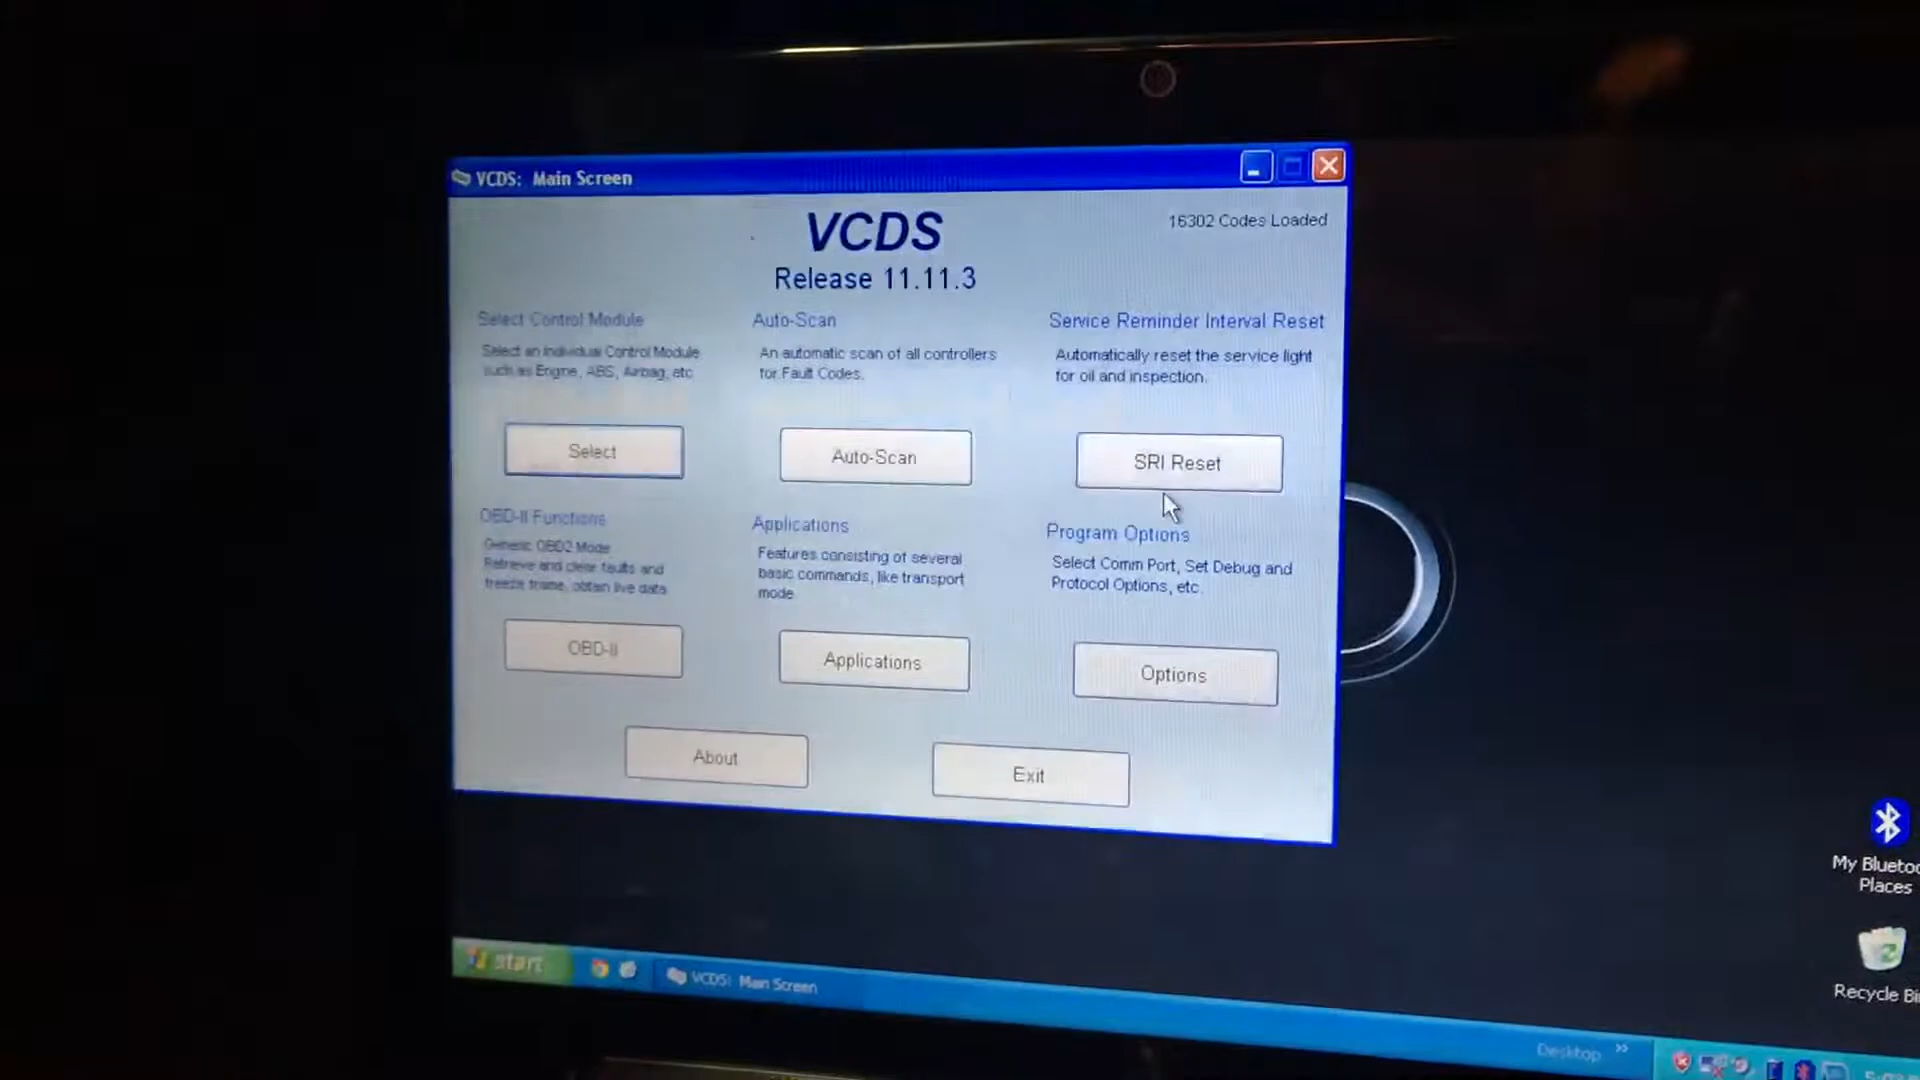 VCDS: Main Screen
VCDS
16302 Codes Loaded
Release 11.11.3
Select Control Module
Select an individual Control Module
such as Engine, ABS, Airbag, etc
Select
Auto-Scan
An automatic scan of all controllers
for Fault Codes.
Auto-Scan
Service Reminder Interval Reset
Automatically reset the service light
for oil and inspection.
SRI Reset
OBD-II Functions
Generic OBD2 Mode
Retrieve and clear faults and
freeze frame, obtain live data
OBD-II
Applications
Features consisting of several
basic commands, like transport
mode
Applications
Program Options
Select Comm Port, Set Debug and
Protocol Options, etc.
Options
About
Exit
My Bluetoo
Places
Recycle Bi
start
VCDS: Main Screen
Desktop »